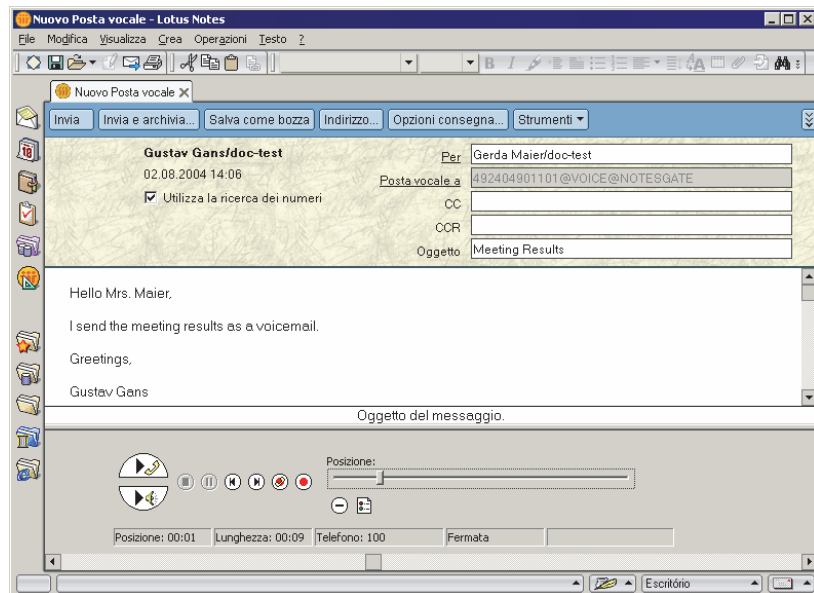 Nuovo Posta vocale - Lotus Notes
File Modifica Visualizza Crea Operazioni Testo ?
B I
Nuovo Posta vocale
Invia Invia e archivia... Salva come bozza Indirizzo... Opzioni consegna... Strumenti
Gustav Gans/doc-test Per Gerda Maier/doc-test
02.08.2004 14:06 Posta vocale a 492404901101@VOICE@NOTESGATE
Utilizza la ricerca dei numeri CC
CCR
Oggetto Meeting Results
Hello Mrs. Maier,
I send the meeting results as a voicemail.
Greetings,
Gustav Gans
Oggetto del messaggio.
Posizione:
Posizione: 00:01 Lunghezza: 00:09 Telefono: 100 Fermata
Escritório